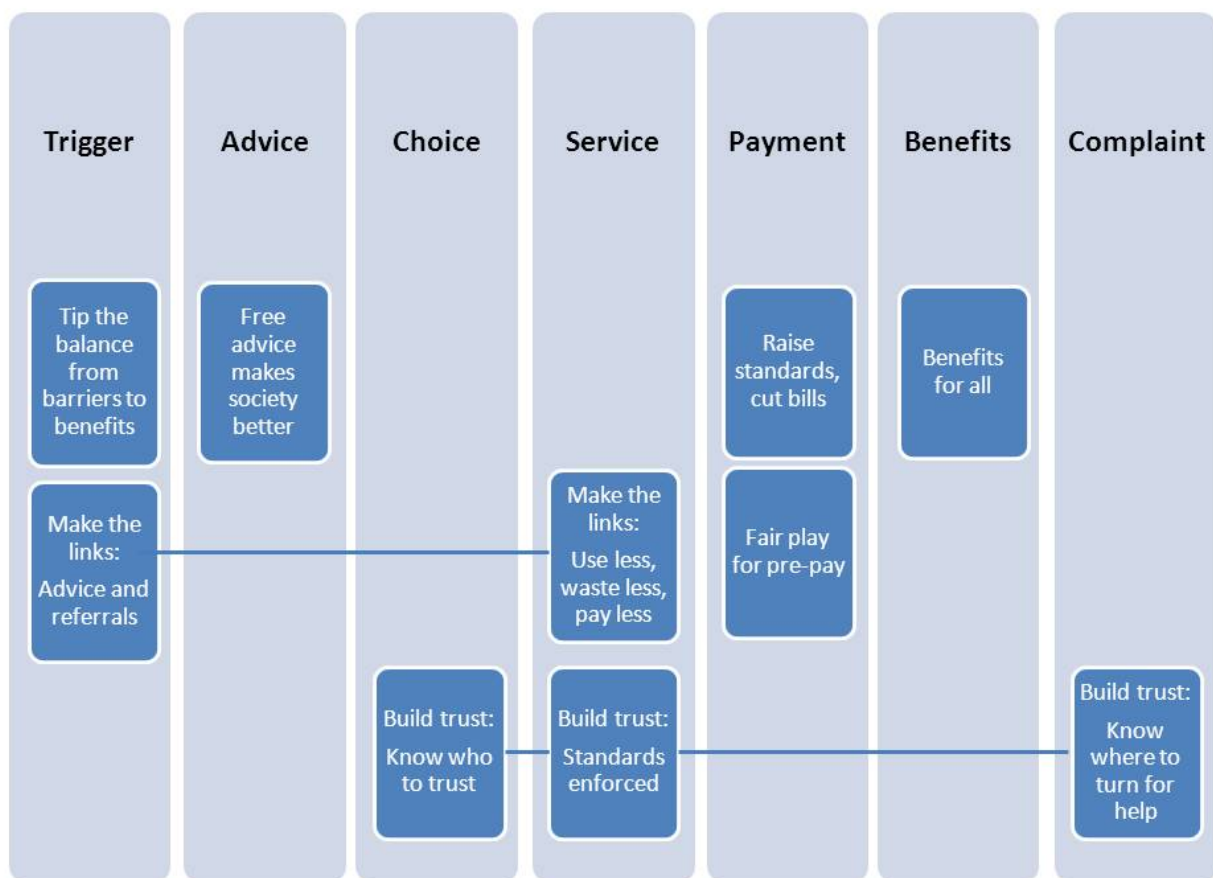 Trigger
Advice
Choice
Service
Payment
Benefits
Complaint
Tip the
balance
from
barriers to
benefits
Free
advice
makes
society
better
Raise
standards,
cut bills
Benefits
for all
Make the
links:
Advice and
referrals
Make the
links:
Use less,
waste less,
pay less
Fair play
for pre-pay
Build trust:
Know who
to trust
Build trust:
Standards
enforced
Build trust:
Know
where to
turn for
help